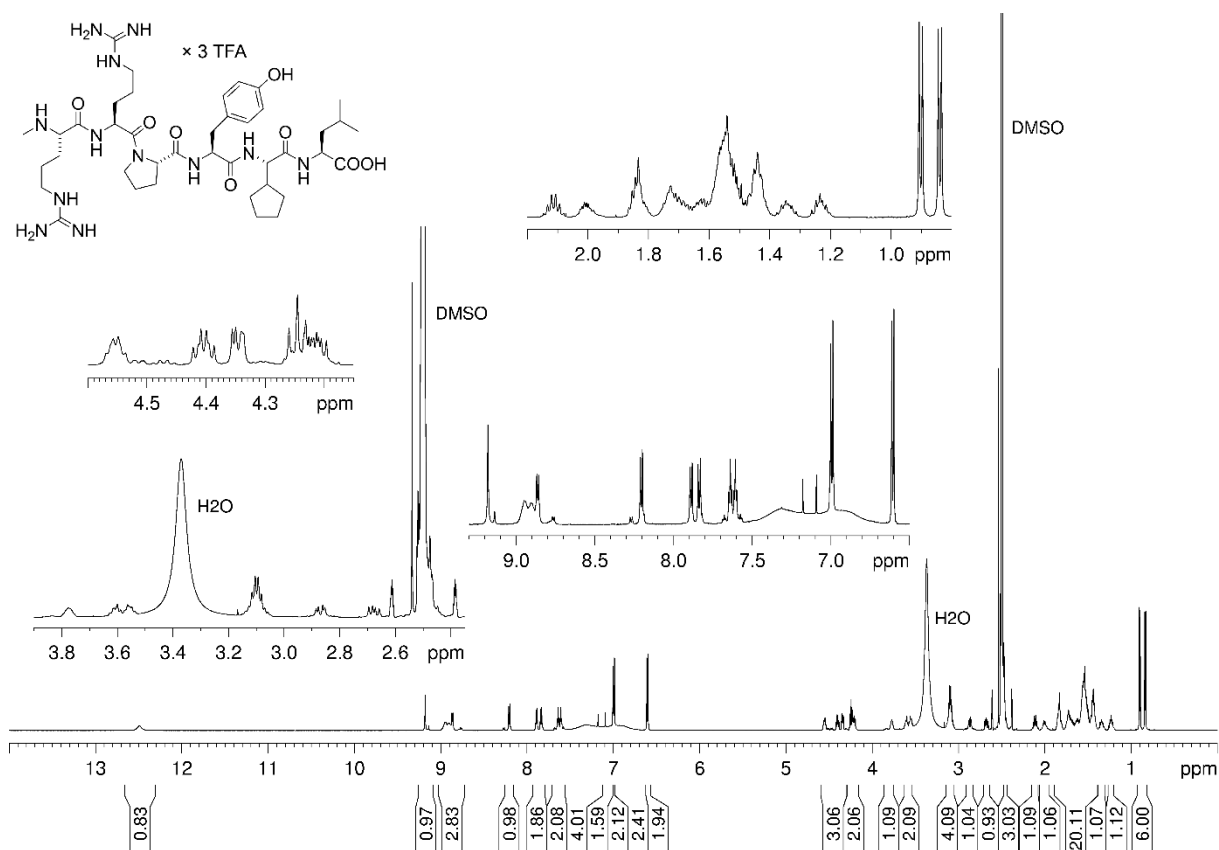 H2N NH
HN
× 3 TFA
OH
H
N
O
N
H
O
N
O
N
H
O
H
N
O
N
H
COOH
NH
H2N NH
DMSO
2.0 1.8 1.6 1.4 1.2 1.0 ppm
DMSO
4.5 4.4 4.3 ppm
H2O
9.0 8.5 8.0 7.5 7.0 ppm
3.8 3.6 3.4 3.2 3.0 2.8 2.6 ppm
H2O
13 12 11 10 9 8 7 6 5 4 3 2 1 ppm
0.83 0.97 2.83 0.98 1.86 2.08 4.01 1.59 2.12 2.41 1.94 3.06 2.06 1.09 2.09 4.09 1.04 0.93 3.03 1.09 1.06 20.11 1.07 1.12 6.00